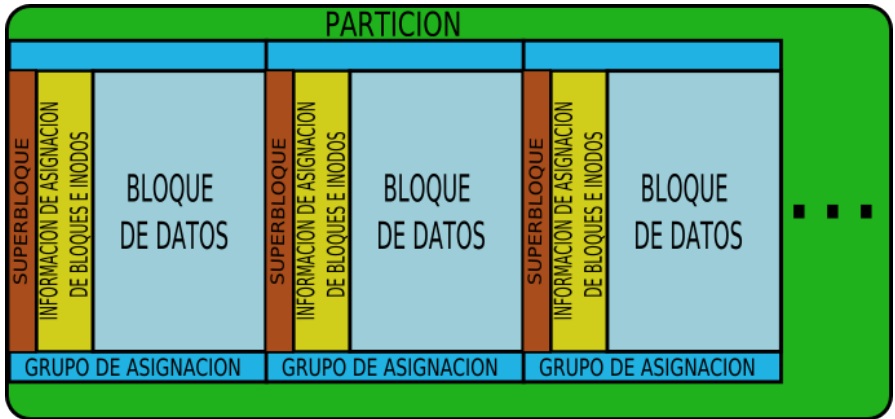 PARTICION
SUPERBLOQUE
INFORMACION DE ASIGNACION
DE BLOQUES E INODOS
BLOQUE
DE DATOS
GRUPO DE ASIGNACION
SUPERBLOQUE
INFORMACION DE ASIGNACION
DE BLOQUES E INODOS
BLOQUE
DE DATOS
GRUPO DE ASIGNACION
SUPERBLOQUE
INFORMACION DE ASIGNACION
DE BLOQUES E INODOS
BLOQUE
DE DATOS
GRUPO DE ASIGNACION
...